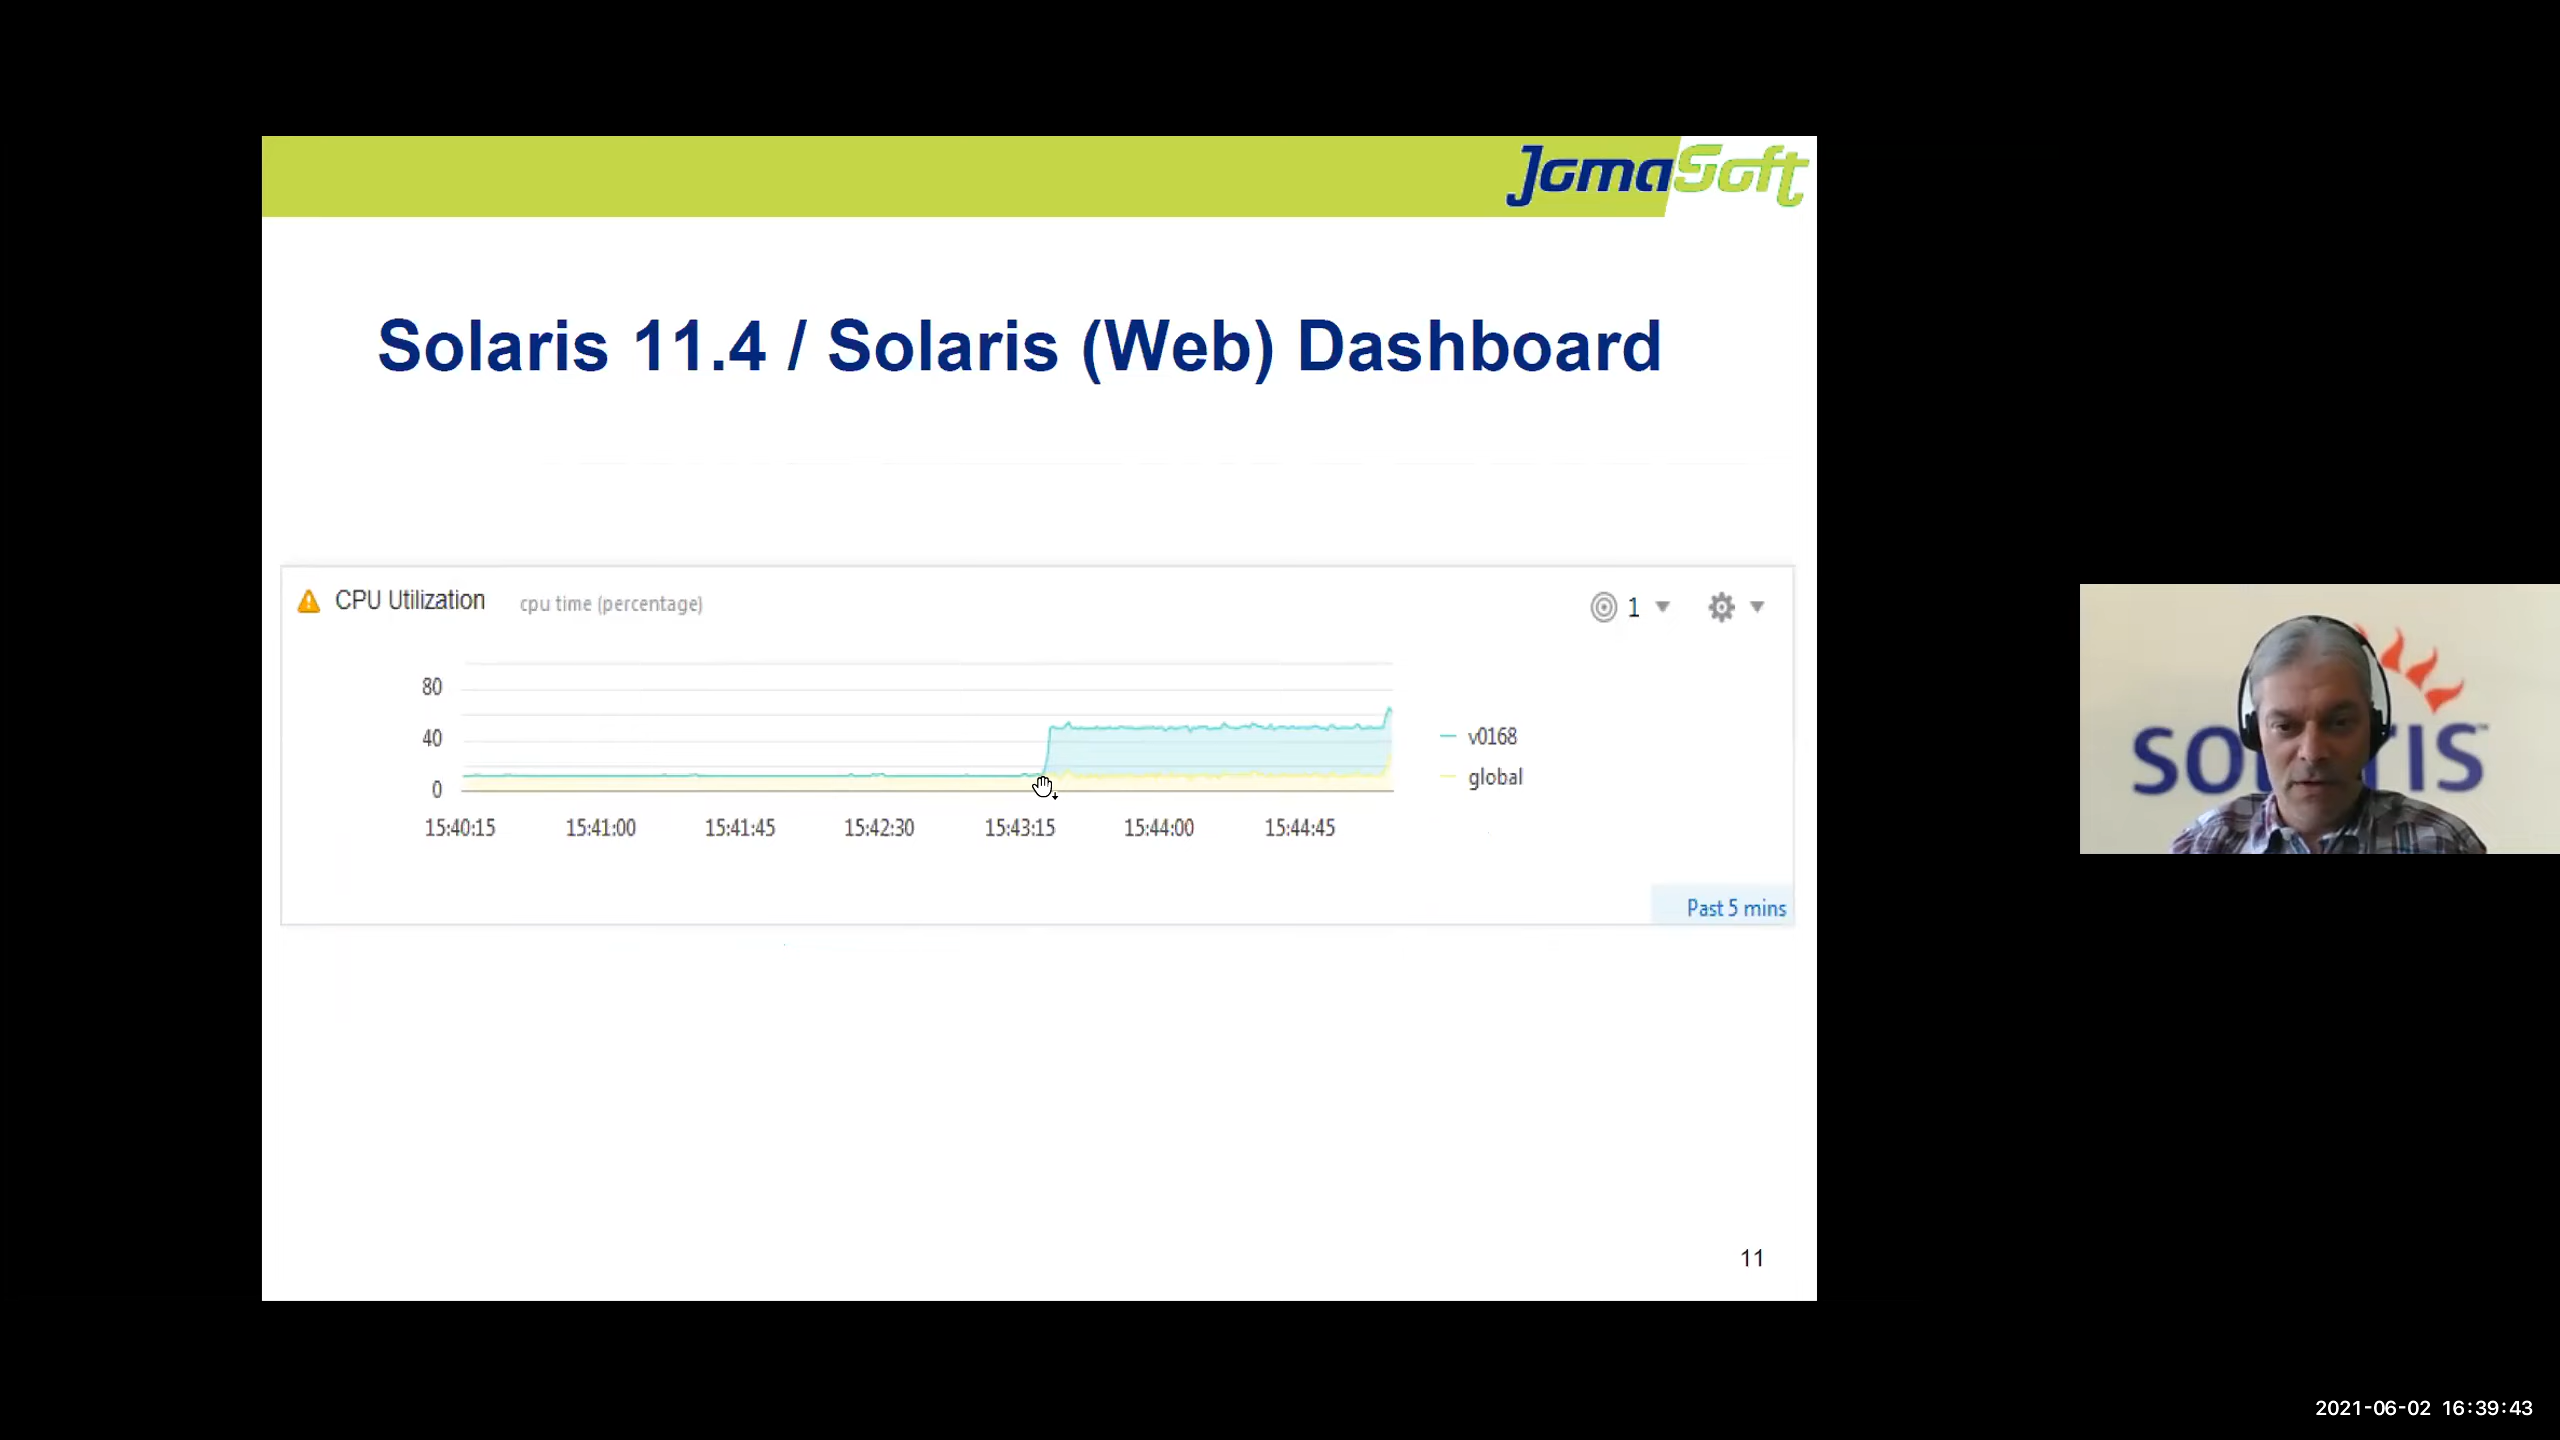 JomaSoft
Solaris 11.4 / Solaris (Web) Dashboard
CPU Utilization cpu time (percentage) 1
80
40
0
15:40:15 15:41:00 15:41:45 15:42:30 15:43:15 15:44:00 15:44:45
v0168
global
Past 5 mins
11
2021-06-02 16:39:43